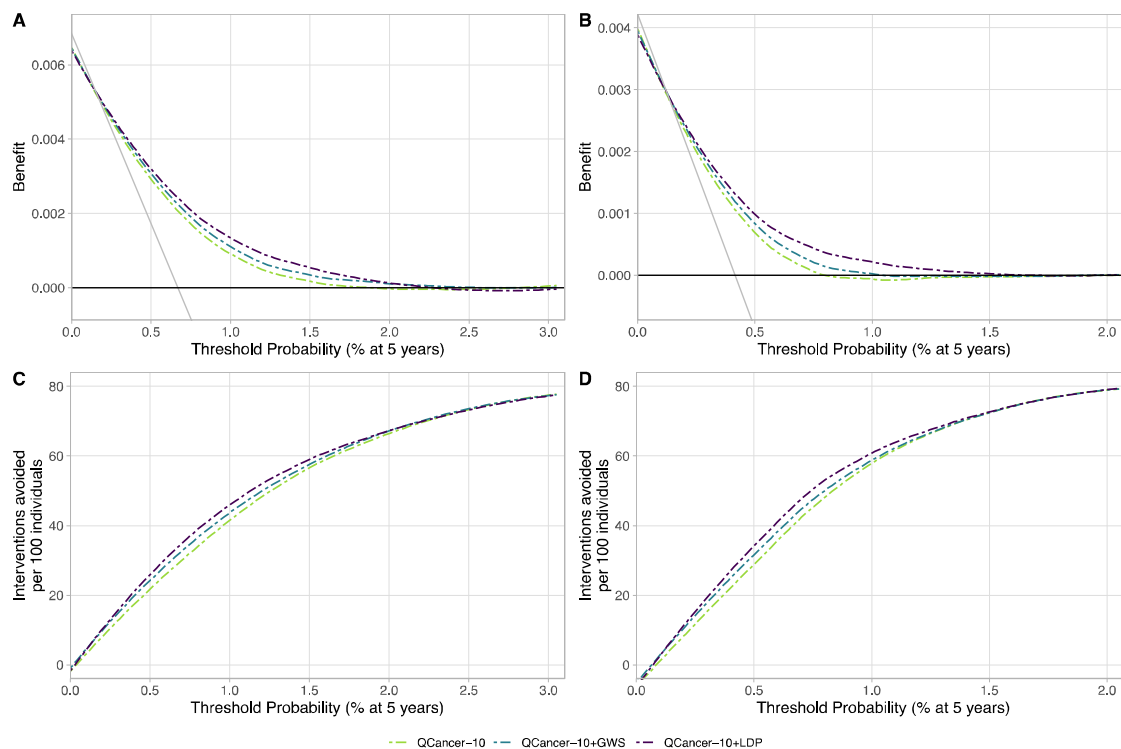 A
B
0.006
0.004
0.002
0.000
Benefit
0.0 0.5 1.0 1.5 2.0 2.5 3.0
Threshold Probability (% at 5 years)
0.004
0.003
0.002
0.001
0.000
Benefit
0.0 0.5 1.0 1.5 2.0
Threshold Probability (% at 5 years)
C
D
80
60
40
20
0
Interventions avoided
per 100 individuals
0.0 0.5 1.0 1.5 2.0 2.5 3.0
Threshold Probability (% at 5 years)
80
60
40
20
0
Interventions avoided
per 100 individuals
0.0 0.5 1.0 1.5 2.0
Threshold Probability (% at 5 years)
QCancer−10 QCancer−10+GWS QCancer−10+LDP